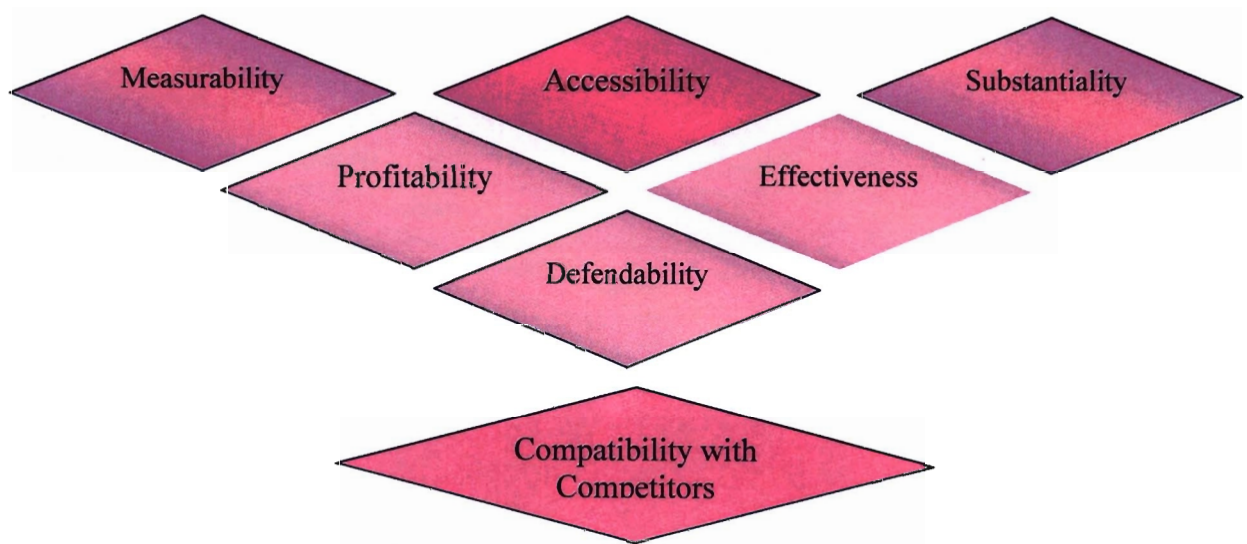 Measurability
Accessibility
Substantiality
Profitability
Effectiveness
Defendability
Compatibility with
Competitors